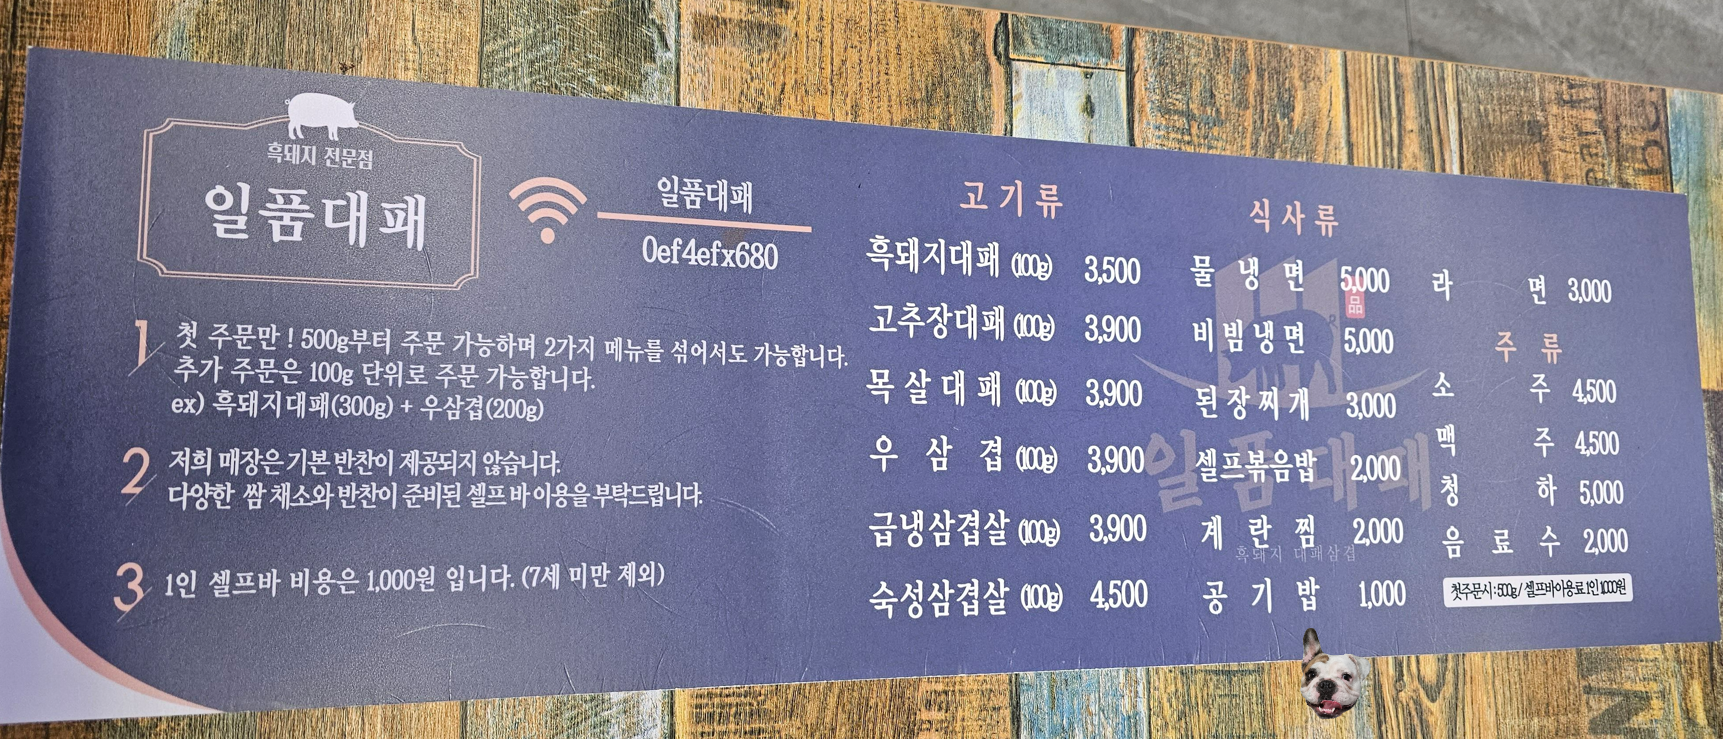 흑돼지 전문점
일품대패
일품대패
0ef4efx680
1 첫 주문만 ! 500g부터 주문 가능하며 2가지 메뉴를 섞어서도 가능합니다.
추가 주문은 100g 단위로 주문 가능합니다.
ex) 흑돼지대패(300g) + 우삼겹(200g)
2 저희 매장은 기본 반찬이 제공되지 않습니다.
다양한 쌈 채소와 반찬이 준비된 셀프 바 이용을 부탁드립니다.
3 1인 셀프바 비용은 1,000원 입니다. (7세 미만 제외)
고기류
흑돼지대패 (100g) 3,500
고추장대패 (100g) 3,900
목살대패 (100g) 3,900
우삼겹 (100g) 3,900
급냉삼겹살 (100g) 3,900
숙성삼겹살 (100g) 4,500
식사류
물냉면 5,000
비빔냉면 5,000
된장찌개 3,000
셀프볶음밥 2,000
계란찜 2,000
공기밥 1,000
品
일품대패
흑돼지 대패삼겹
라면 3,000
주류
소주 4,500
맥주 4,500
청하 5,000
음료수 2,000
첫주문시:500g / 셀프바이용료1인1000원